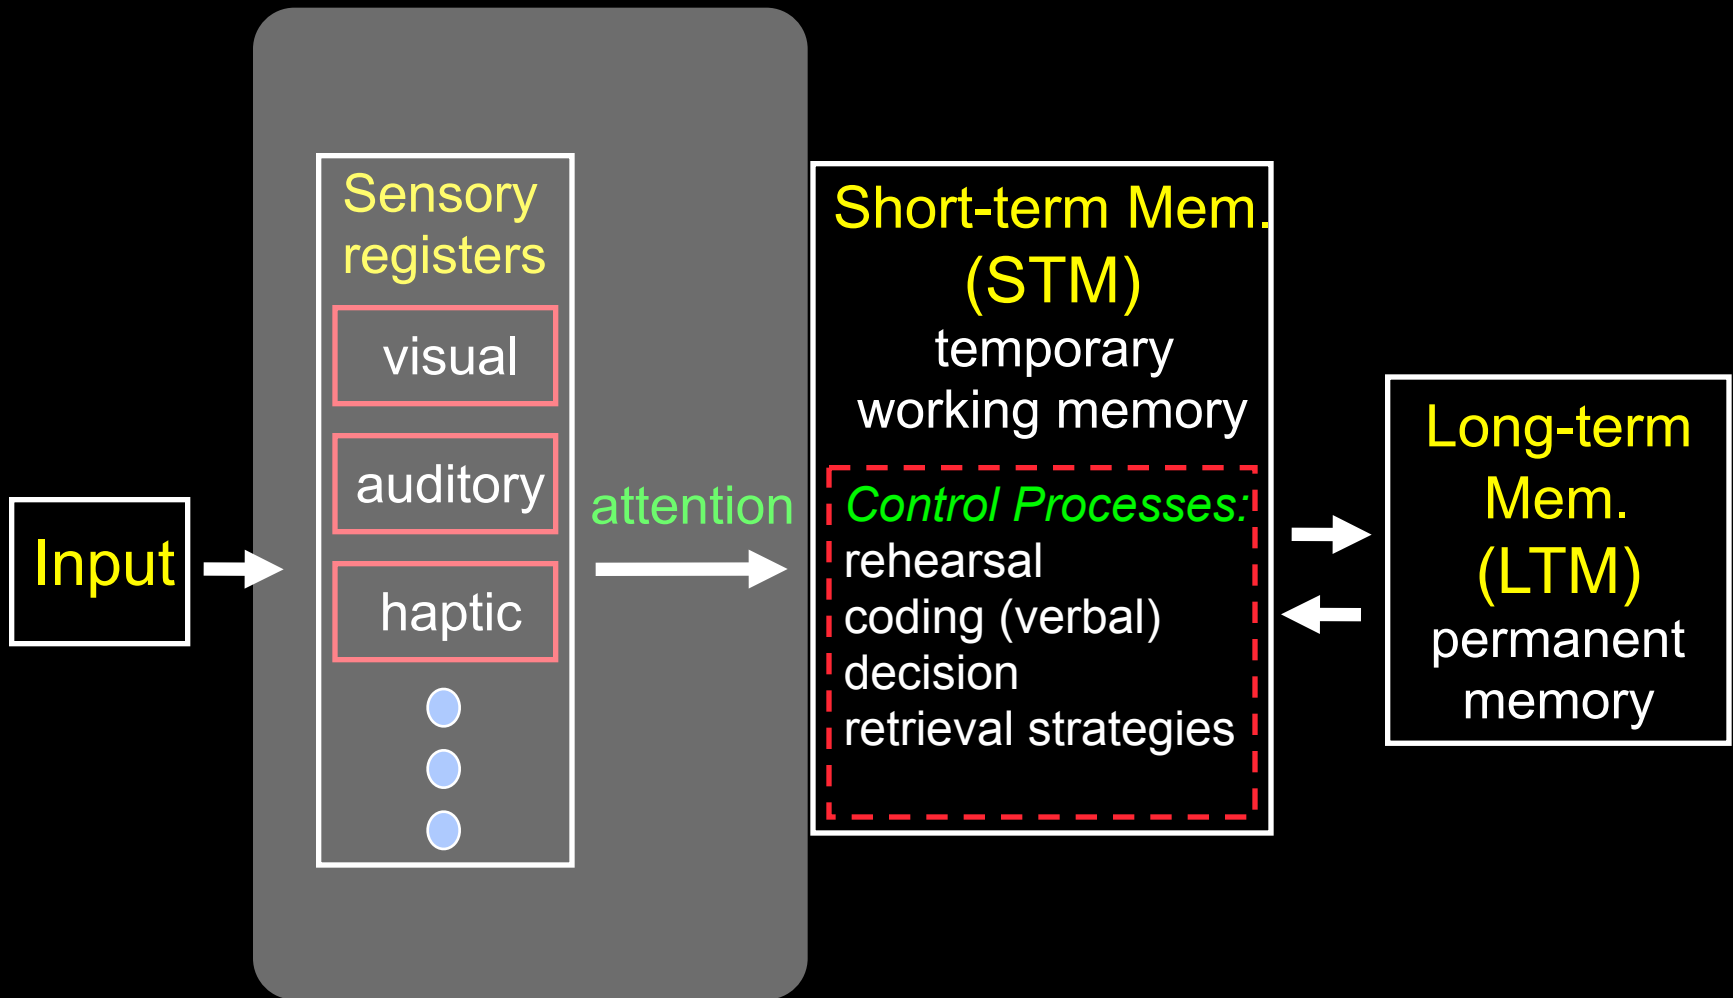 Input
Sensory
registers
visual
auditory
haptic
attention
Short-term Mem.
(STM)
temporary
working memory
Control Processes:
rehearsal
coding (verbal)
decision
retrieval strategies
Long-term
Mem.
(LTM)
permanent
memory